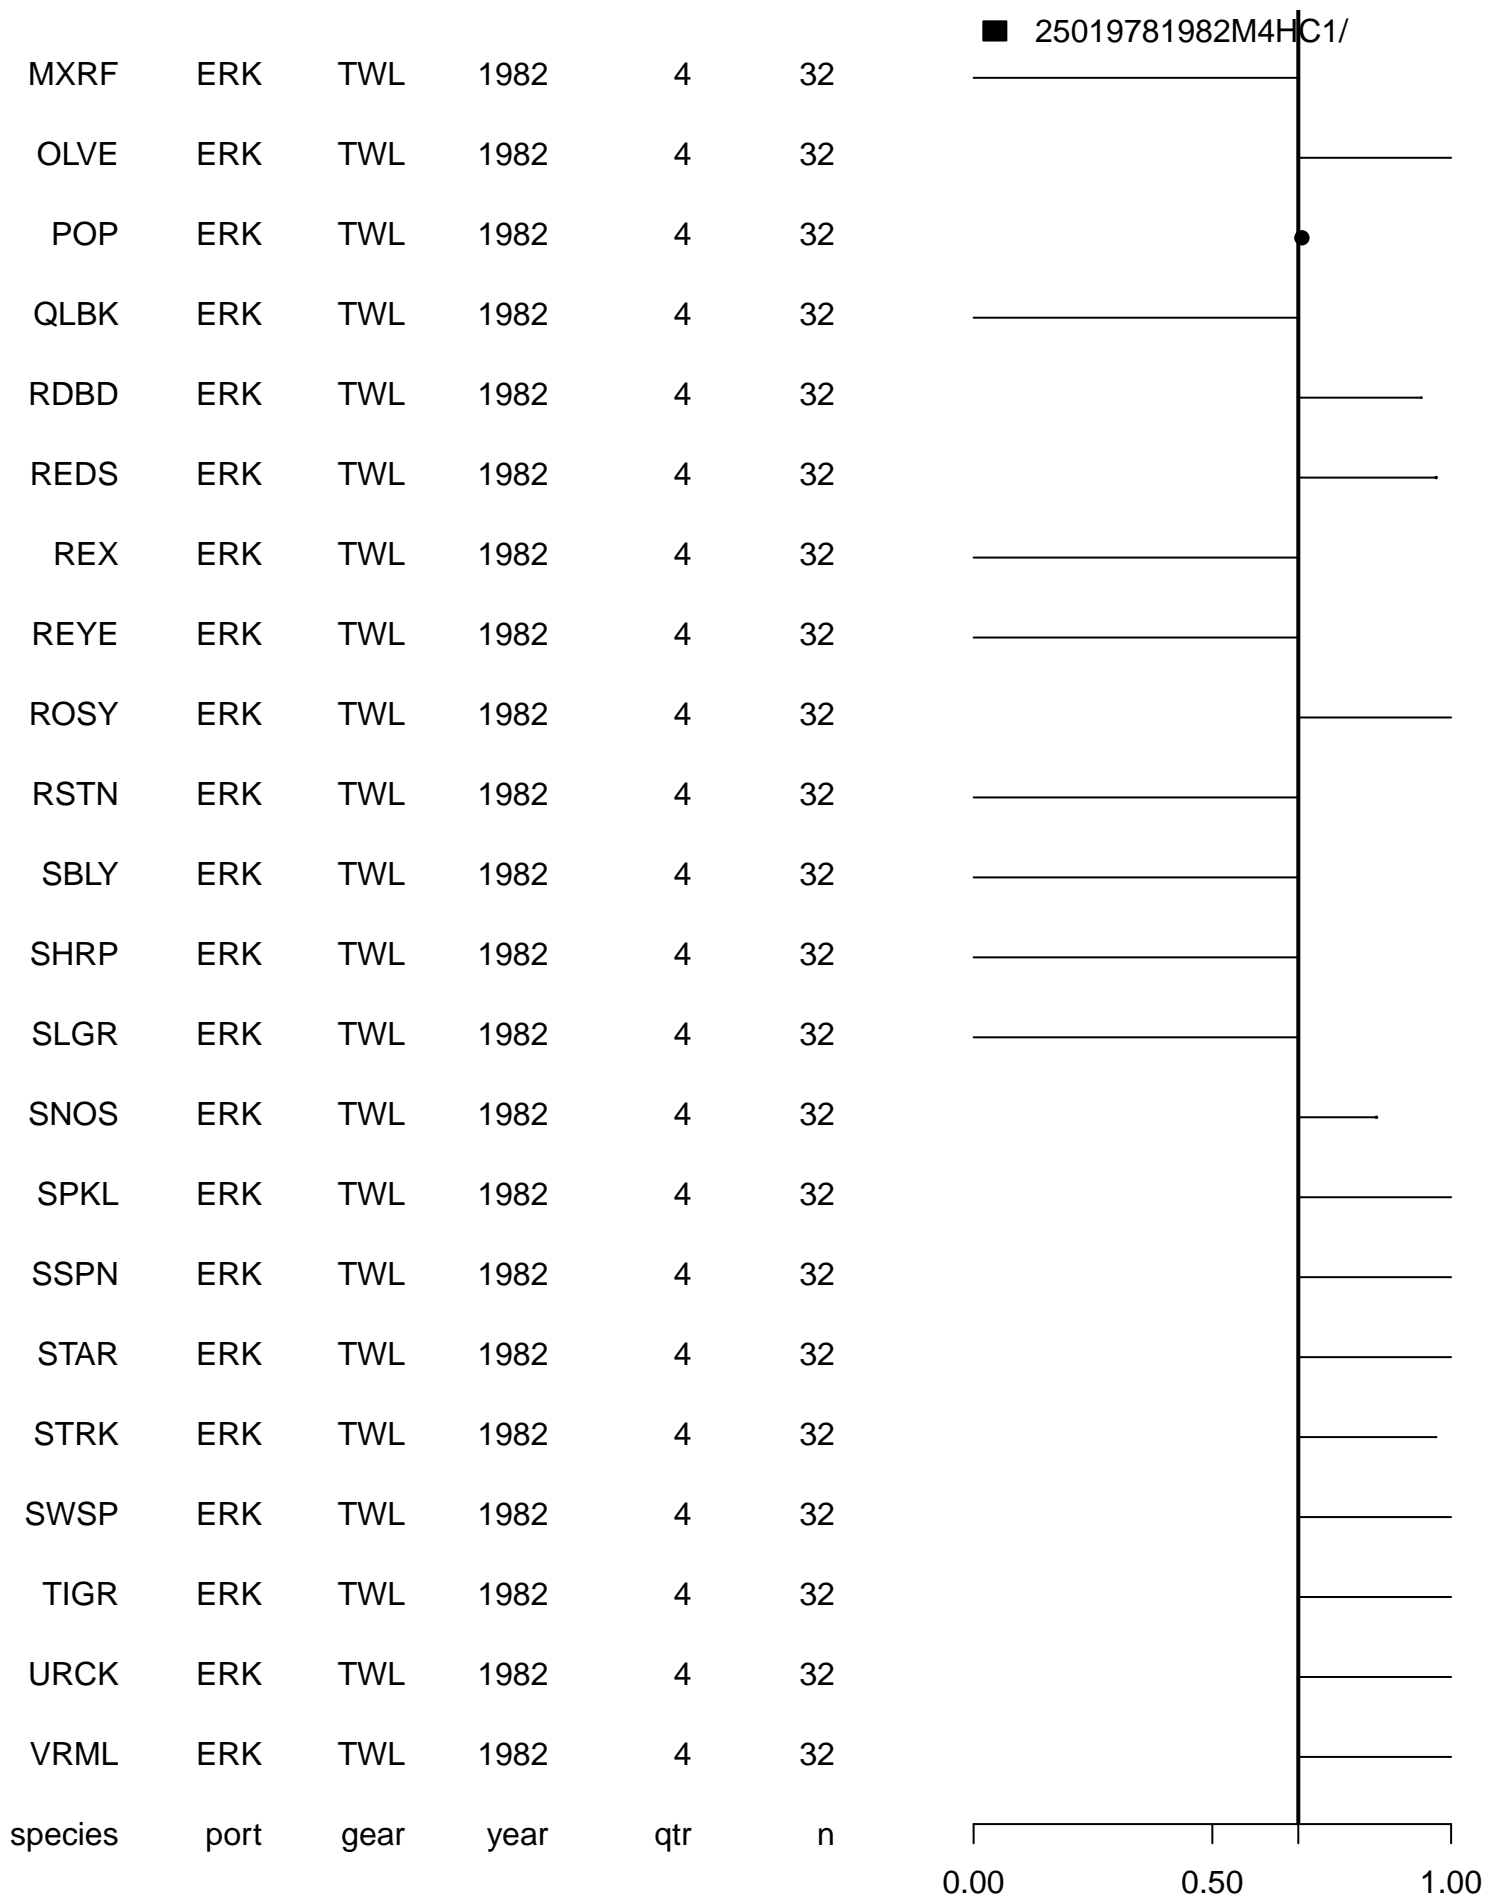 25019781982M4HC1/
MXRF ERK TWL 1982 4 32
OLVE ERK TWL 1982 4 32
POP ERK TWL 1982 4 32
QLBK ERK TWL 1982 4 32
RDBD ERK TWL 1982 4 32
REDS ERK TWL 1982 4 32
REX ERK TWL 1982 4 32
REYE ERK TWL 1982 4 32
ROSY ERK TWL 1982 4 32
RSTN ERK TWL 1982 4 32
SBLY ERK TWL 1982 4 32
SHRP ERK TWL 1982 4 32
SLGR ERK TWL 1982 4 32
SNOS ERK TWL 1982 4 32
SPKL ERK TWL 1982 4 32
SSPN ERK TWL 1982 4 32
STAR ERK TWL 1982 4 32
STRK ERK TWL 1982 4 32
SWSP ERK TWL 1982 4 32
TIGR ERK TWL 1982 4 32
URCK ERK TWL 1982 4 32
VRML ERK TWL 1982 4 32
species port gear year qtr n
0.00 0.50 1.00